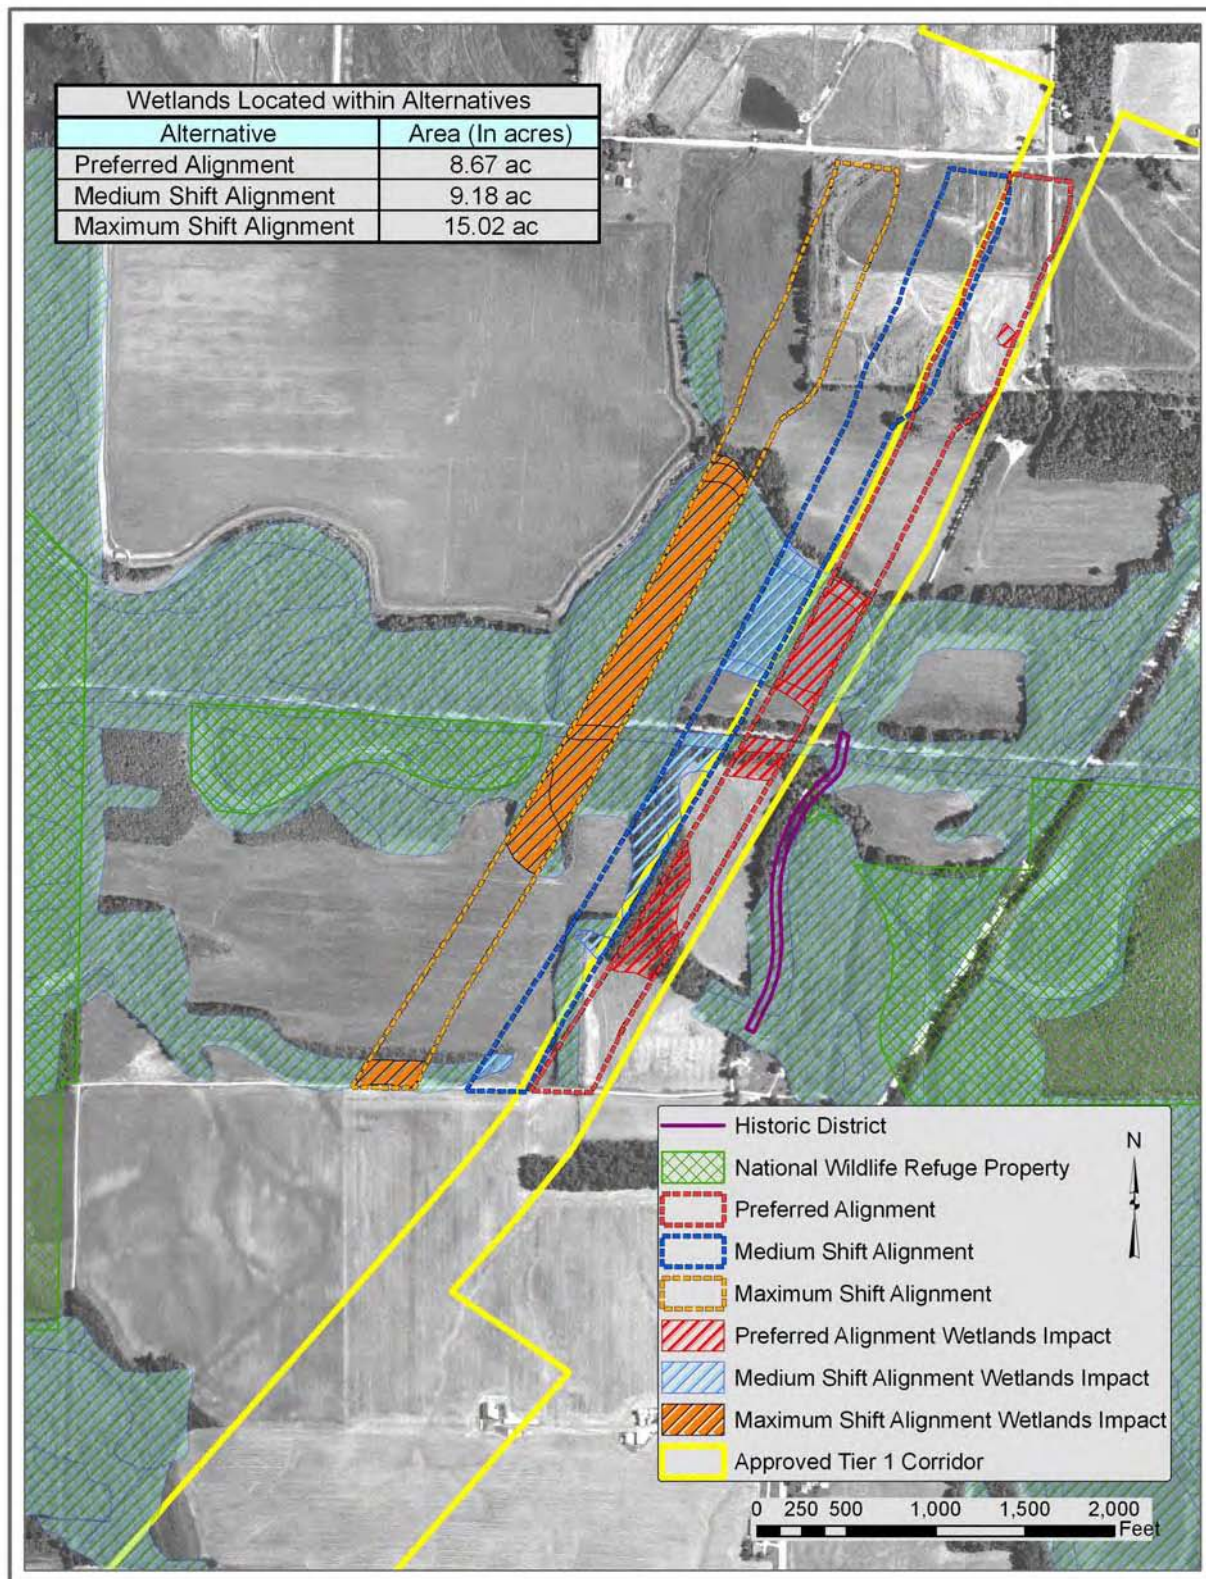 Wetlands Located within Alternatives
Alternative Area (In acres)
Preferred Alignment 8.67 ac
Medium Shift Alignment 9.18 ac
Maximum Shift Alignment 15.02 ac
Historic District
N
National Wildlife Refuge Property
Preferred Alignment
Medium Shift Alignment
Maximum Shift Alignment
Preferred Alignment Wetlands Impact
Medium Shift Alignment Wetlands Impact
Maximum Shift Alignment Wetlands Impact
Approved Tier 1 Corridor
0 250 500 1,000 1,500 2,000
Feet